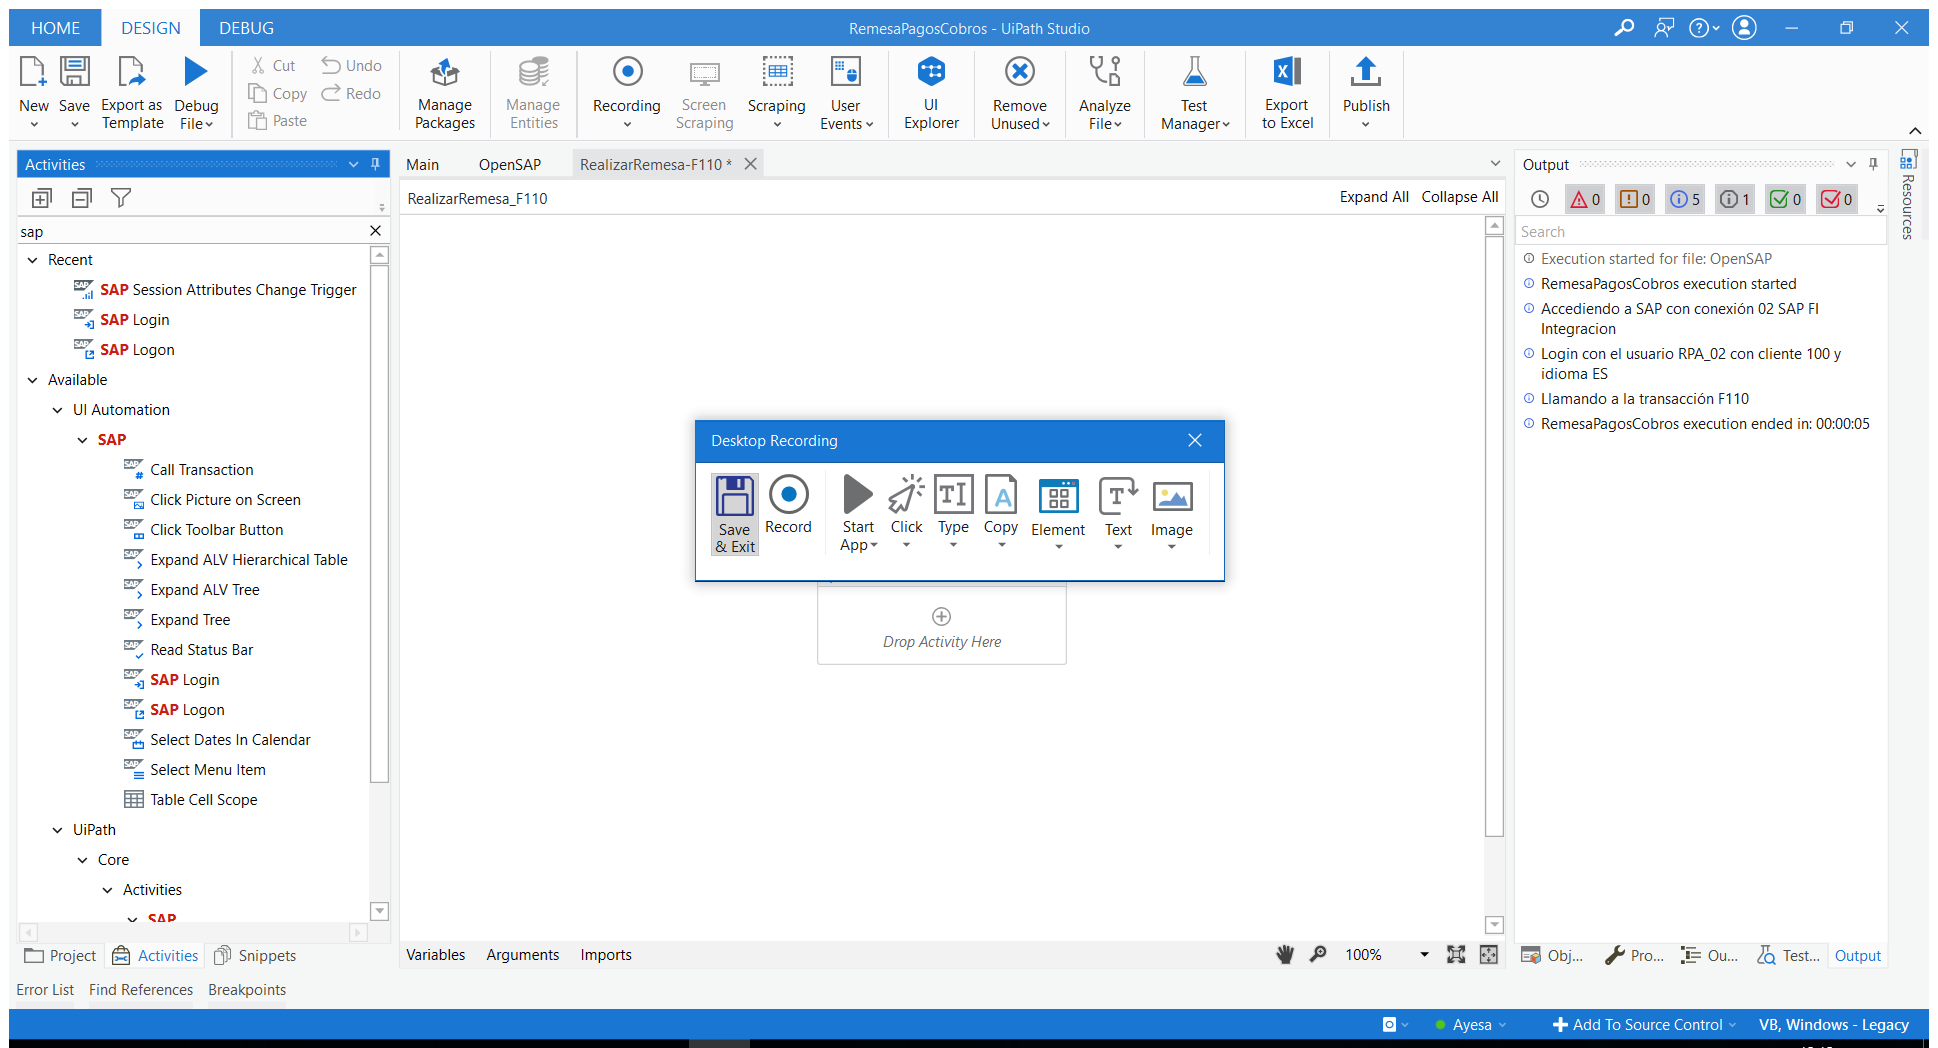 HOME DESIGN DEBUG
RemesaPagosCobros - UiPath Studio
New Save Export as Template Debug File
Cut Copy Paste Undo Redo
Manage Packages
Manage Entities
Recording
Screen Scraping
Scraping
User Events
UI Explorer
Remove Unused
Analyze File
Test Manager
Export to Excel
Publish
Activities
sap
Recent
SAP Session Attributes Change Trigger
SAP Login
SAP Logon
Available
UI Automation
SAP
Call Transaction
Click Picture on Screen
Click Toolbar Button
Expand ALV Hierarchical Table
Expand ALV Tree
Expand Tree
Read Status Bar
SAP Login
SAP Logon
Select Dates In Calendar
Select Menu Item
Table Cell Scope
UiPath
Core
Activities
SAP
Project Activities Snippets
Main OpenSAP RealizarRemesa-F110 *
RealizarRemesa_F110
Expand All Collapse All
Desktop Recording
Save & Exit
Record
Start App
Click
Type
Copy
Element
Text
Image
Drop Activity Here
Variables Arguments Imports
100%
Output
0 0 5 1 0 0
Search
Execution started for file: OpenSAP
RemesaPagosCobros execution started
Accediendo a SAP con conexión 02 SAP FI
Integracion
Login con el usuario RPA_02 con cliente 100 y
idioma ES
Llamando a la transacción F110
RemesaPagosCobros execution ended in: 00:00:05
Resources
Obj... Pro... Ou... Test... Output
Error List Find References Breakpoints
Ayesa Add To Source Control VB, Windows - Legacy